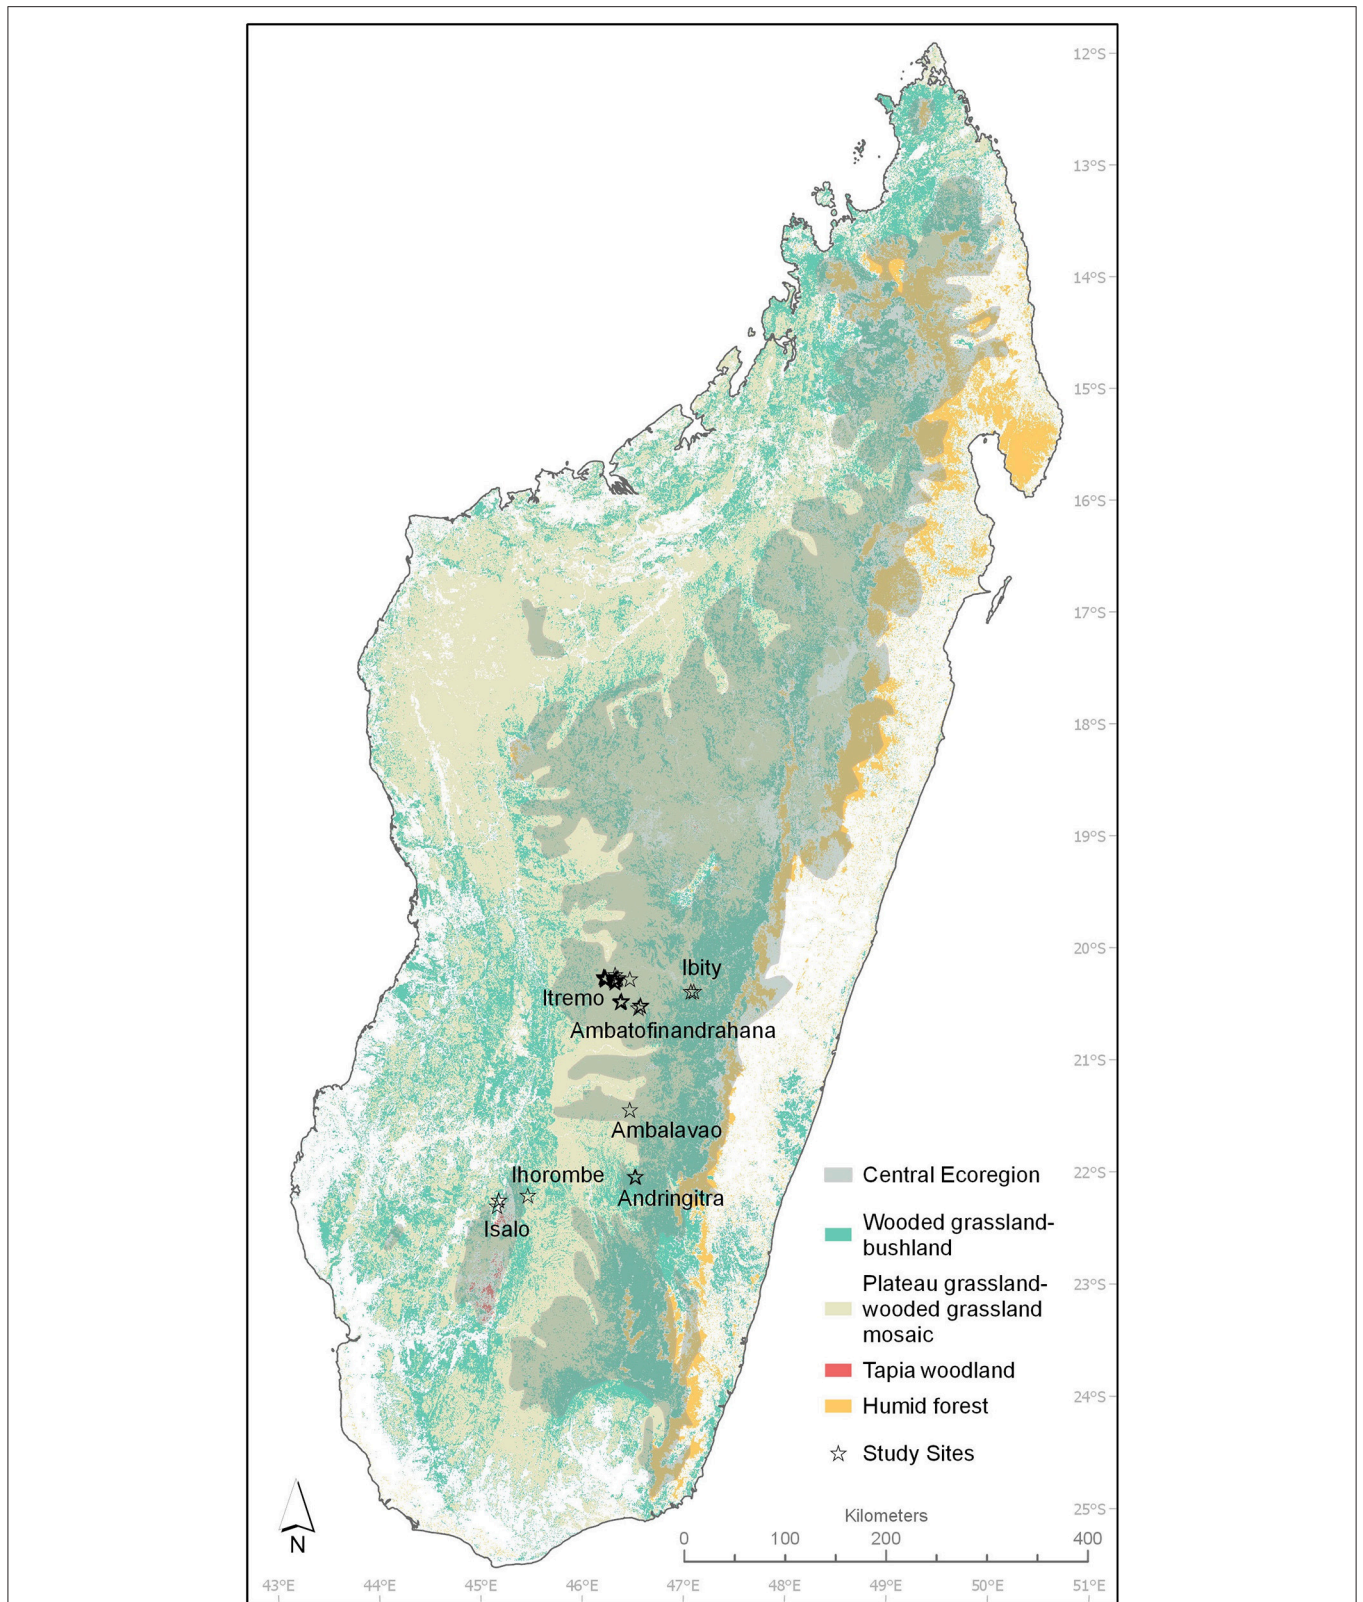 12°S
13°S
14°S
15°S
16°S
17°S
18°S
19°S
20°S
Ibity
Itremo
Ambatofinandrahana
21°S
Ambalavao
22°S
Ihorombe
Andringitra
Isalo
23°S
24°S
25°S
Central Ecoregion
Wooded grassland-
bushland
Plateau grassland-
wooded grassland
mosaic
Tapia woodland
Humid forest
Study Sites
Kilometers
0 100 200 400
N
43°E 44°E 45°E 46°E 47°E 48°E 49°E 50°E 51°E